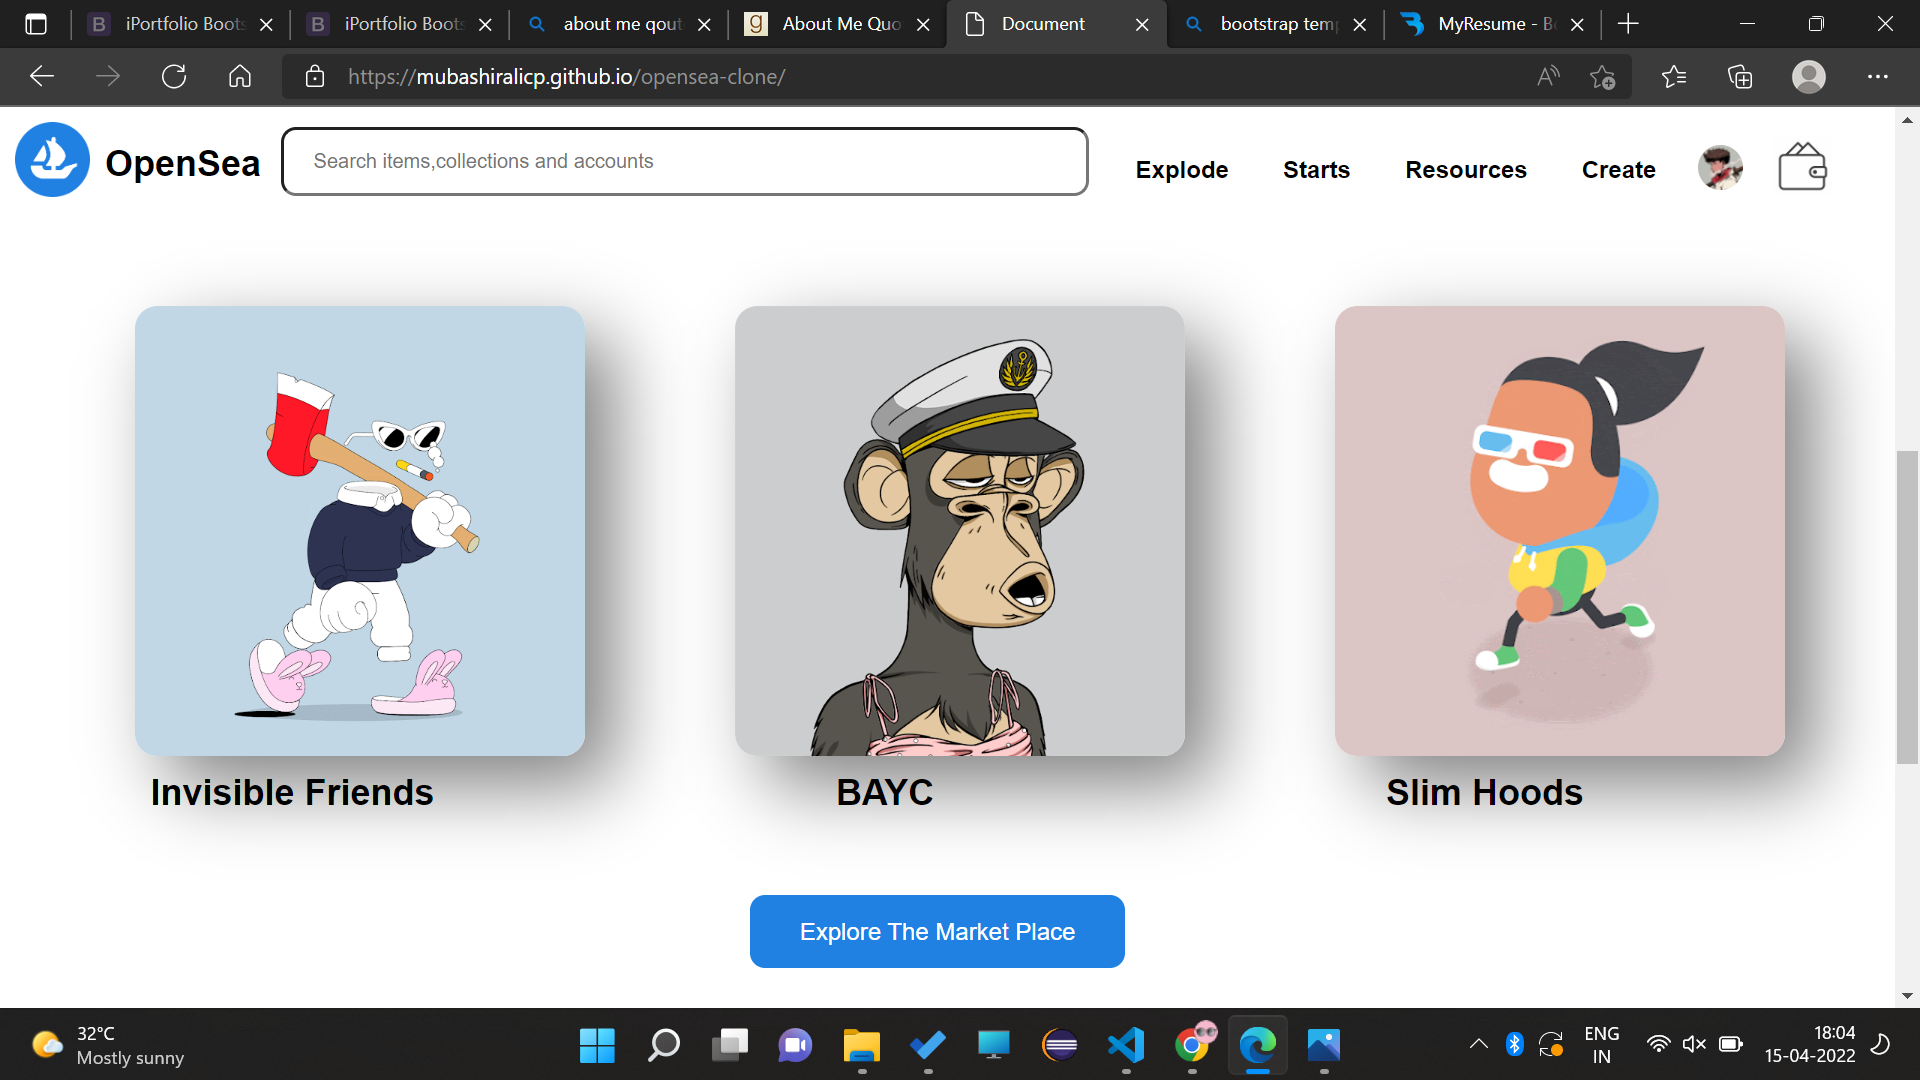 iPortfolio Boots
iPortfolio Boots
about me qout
About Me Quo
Document
bootstrap temp
MyResume - Bo
https://mubashiralicp.github.io/opensea-clone/
OpenSea
Search items,collections and accounts
Explode
Starts
Resources
Create
Invisible Friends
BAYC
Slim Hoods
Explore The Market Place
32°C
Mostly sunny
ENG
IN
18:04
15-04-2022